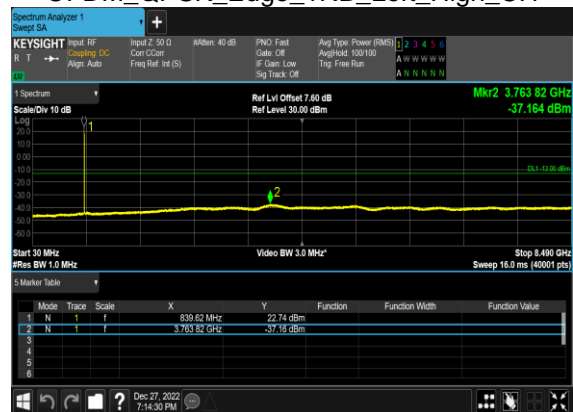 Spectrum Analyzer 1
Swept SA
+
KEYSIGHT
R T
Input: RF
Coupling: DC
Align: Auto
Input Z: 50 Ω
Corr CCorr
Freq Ref: Int (S)
#Atten: 40 dB
PNO: Fast
Gate: Off
IF Gain: Low
Sig Track: Off
Avg Type: Power (RMS)
Avg|Hold: 100/100
Trig: Free Run
1 2 3 4 5 6
A W W W W W
A N N N N N
1 Spectrum
Scale/Div 10 dB
Ref Lvl Offset 7.60 dB
Ref Level 30.00 dBm
Mkr2 3.763 82 GHz
-37.164 dBm
Log
20.0
10.0
0.00
-10.0
-20.0
-30.0
-40.0
-50.0
-60.0
1
2
DL1 -13.00 dBm
Start 30 MHz
#Res BW 1.0 MHz
Video BW 3.0 MHz*
Stop 8.490 GHz
Sweep 16.0 ms (40001 pts)
5 Marker Table
Mode Trace Scale X Y Function Function Width Function Value
1 N 1 f 839.62 MHz 22.74 dBm
2 N 1 f 3.763 82 GHz -37.16 dBm
3
4
5
6
?
Dec 27, 2022
7:14:30 PM